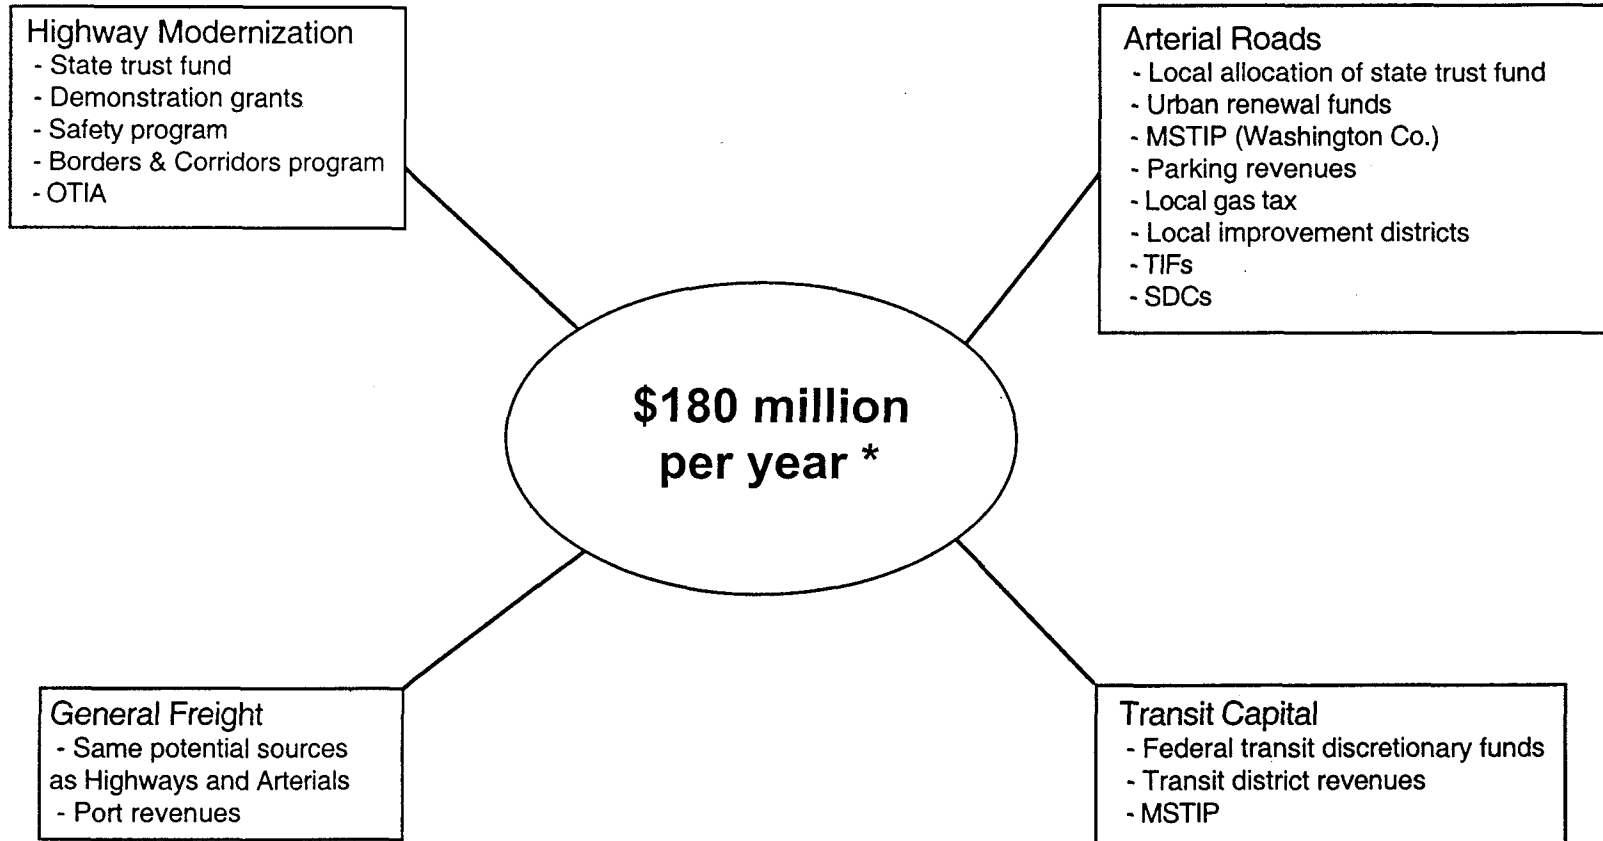 Highway Modernization
- State trust fund
- Demonstration grants
- Safety program
- Borders & Corridors program
- OTIA
Arterial Roads
- Local allocation of state trust fund
- Urban renewal funds
- MSTIP (Washington Co.)
- Parking revenues
- Local gas tax
- Local improvement districts
- TIFs
- SDCs
$180 million
per year *
General Freight
- Same potential sources
as Highways and Arterials
- Port revenues
Transit Capital
- Federal transit discretionary funds
- Transit district revenues
- MSTIP